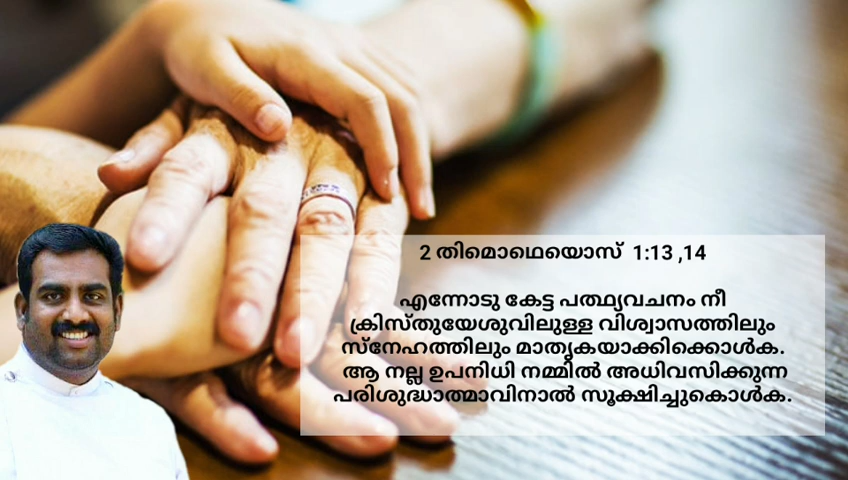 2 തിമൊഥെയൊസ് 1:13 ,14
എന്നോടു കേട്ട പത്ഥ്യവചനം നീ
ക്രിസ്തുയേശുവിലുള്ള വിശ്വാസത്തിലും
സ്നേഹത്തിലും മാതൃകയാക്കിക്കൊൾക.
ആ നല്ല ഉപനിധി നമ്മിൽ അധിവസിക്കുന്ന
പരിശുദ്ധാത്മാവിനാൽ സൂക്ഷിച്ചുകൊൾക.